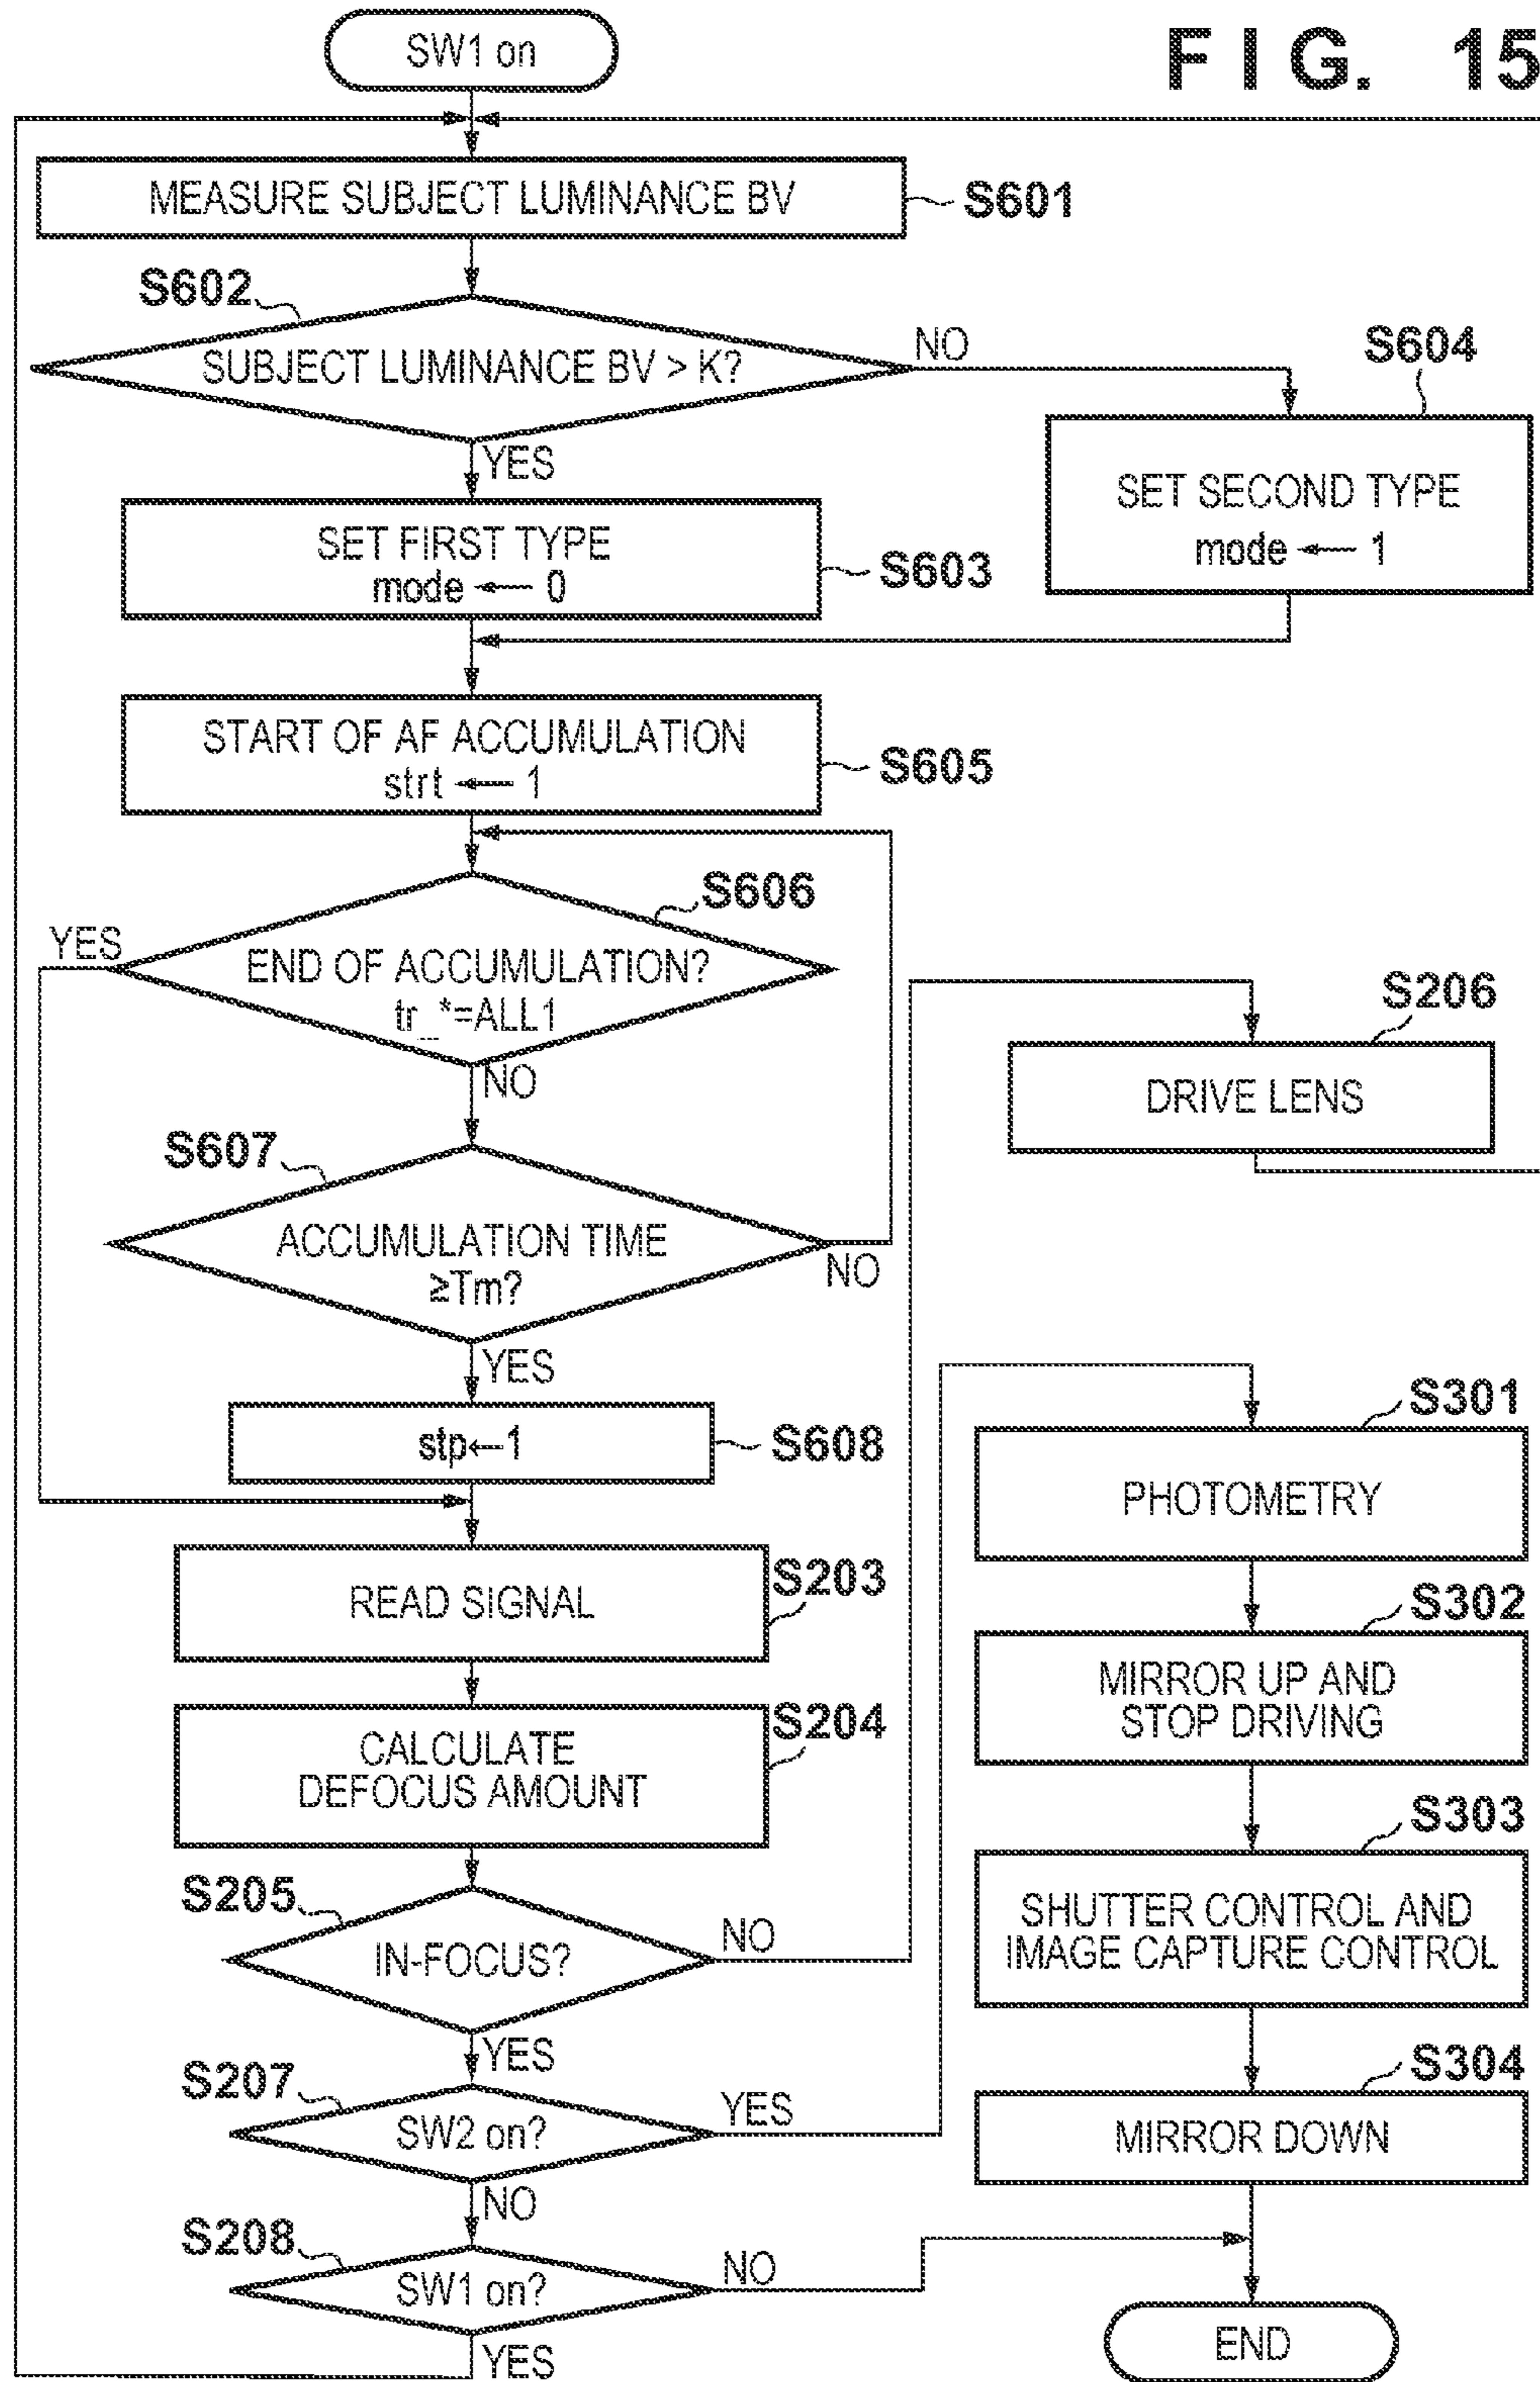 FIG. 15
SW1 on
MEASURE SUBJECT LUMINANCE BV
S601
S602
SUBJECT LUMINANCE BV > K?
NO
YES
S604
SET SECOND TYPE
mode ← 1
SET FIRST TYPE
mode ← 0
S603
START OF AF ACCUMULATION
strt ← 1
S605
S606
YES
END OF ACCUMULATION?
tr_*=ALL1
NO
S607
ACCUMULATION TIME
≥Tm?
NO
YES
stp←1
S608
READ SIGNAL
S203
CALCULATE
DEFOCUS AMOUNT
S204
S205
IN-FOCUS?
NO
YES
S207
SW2 on?
YES
NO
S208
SW1 on?
NO
YES
S206
DRIVE LENS
S301
PHOTOMETRY
S302
MIRROR UP AND
STOP DRIVING
S303
SHUTTER CONTROL AND
IMAGE CAPTURE CONTROL
S304
MIRROR DOWN
END